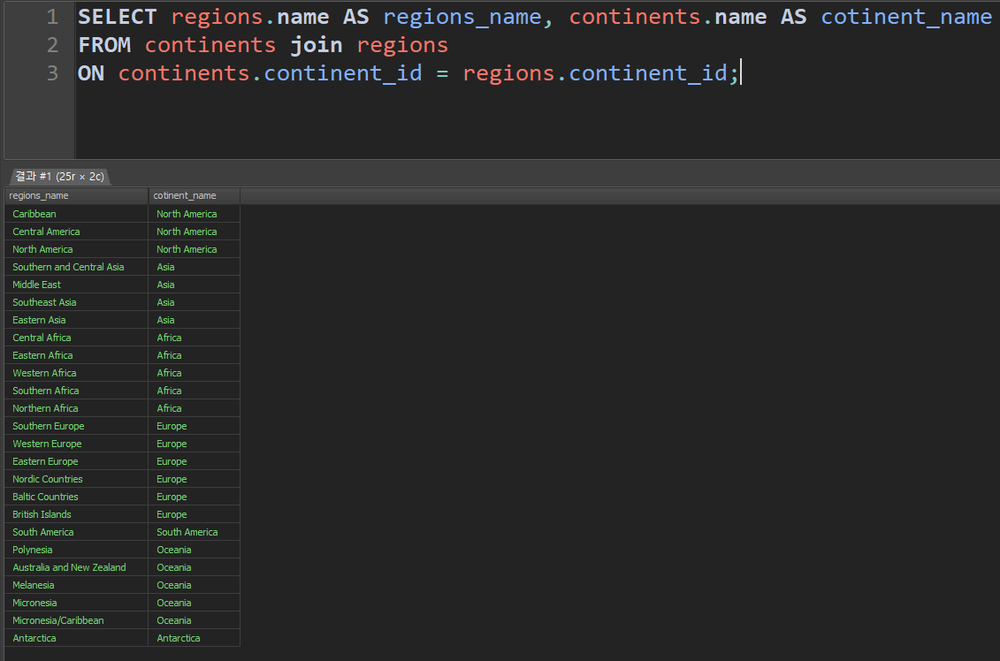 1 SELECT regions.name AS regions_name, continents.name AS cotinent_name
2 FROM continents join regions
3 ON continents.continent_id = regions.continent_id;
결과 #1 (25r × 2c)
regions_name cotinent_name
Caribbean North America
Central America North America
North America North America
Southern and Central Asia Asia
Middle East Asia
Southeast Asia Asia
Eastern Asia Asia
Central Africa Africa
Eastern Africa Africa
Western Africa Africa
Southern Africa Africa
Northern Africa Africa
Southern Europe Europe
Western Europe Europe
Eastern Europe Europe
Nordic Countries Europe
Baltic Countries Europe
British Islands Europe
South America South America
Polynesia Oceania
Australia and New Zealand Oceania
Melanesia Oceania
Micronesia Oceania
Micronesia/Caribbean Oceania
Antarctica Antarctica